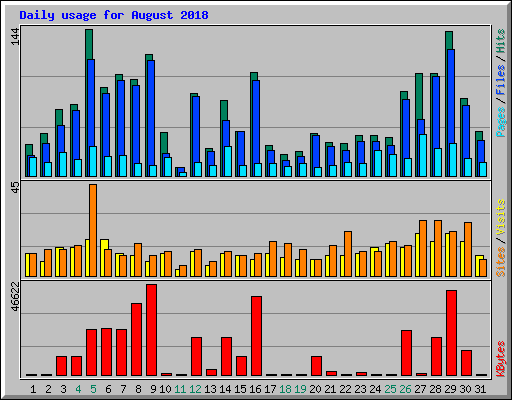 Daily usage for August 2018
144
45
46622
Pages / Files / Hits
Sites / Visits
KBytes
1 2 3 4 5 6 7 8 9 10 11 12 13 14 15 16 17 18 19 20 21 22 23 24 25 26 27 28 29 30 31